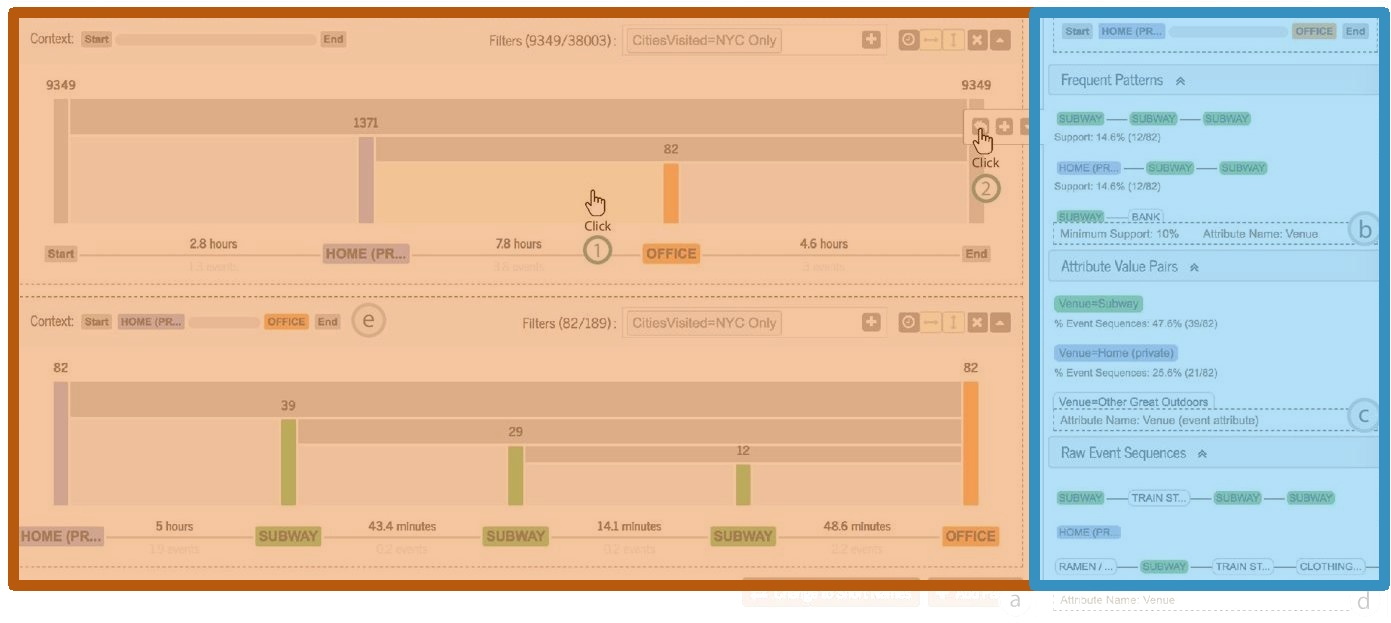 Context: Start End Filters (9349/38003): CitiesVisited=NYC Only
9349 9349
1371
82
Click
2
Click
1
2.8 hours 7.8 hours 4.6 hours
Start HOME (PR... OFFICE End
1.3 events 3.6 events 3 events
Context: Start HOME (PR... OFFICE End e Filters (82/189): CitiesVisited=NYC Only
82 82
39
29
12
5 hours 43.4 minutes 14.1 minutes 48.6 minutes
HOME (PR... SUBWAY SUBWAY SUBWAY OFFICE
1.9 events 0.2 events 0.2 events 2.2 events
a
Start HOME (PR... OFFICE End
Frequent Patterns
SUBWAY SUBWAY SUBWAY
Support: 14.6% (12/82)
HOME (PR... SUBWAY SUBWAY
Support: 14.6% (12/82)
SUBWAY BANK
Minimum Support: 10% Attribute Name: Venue b
Attribute Value Pairs
Venue=Subway
% Event Sequences: 47.6% (39/82)
Venue=Home (private)
% Event Sequences: 25.6% (21/82)
Venue=Other Great Outdoors
Attribute Name: Venue (event attribute) c
Raw Event Sequences
SUBWAY TRAIN ST... SUBWAY SUBWAY
HOME (PR...
RAMEN / ... SUBWAY TRAIN ST... CLOTHING...
Attribute Name: Venue d